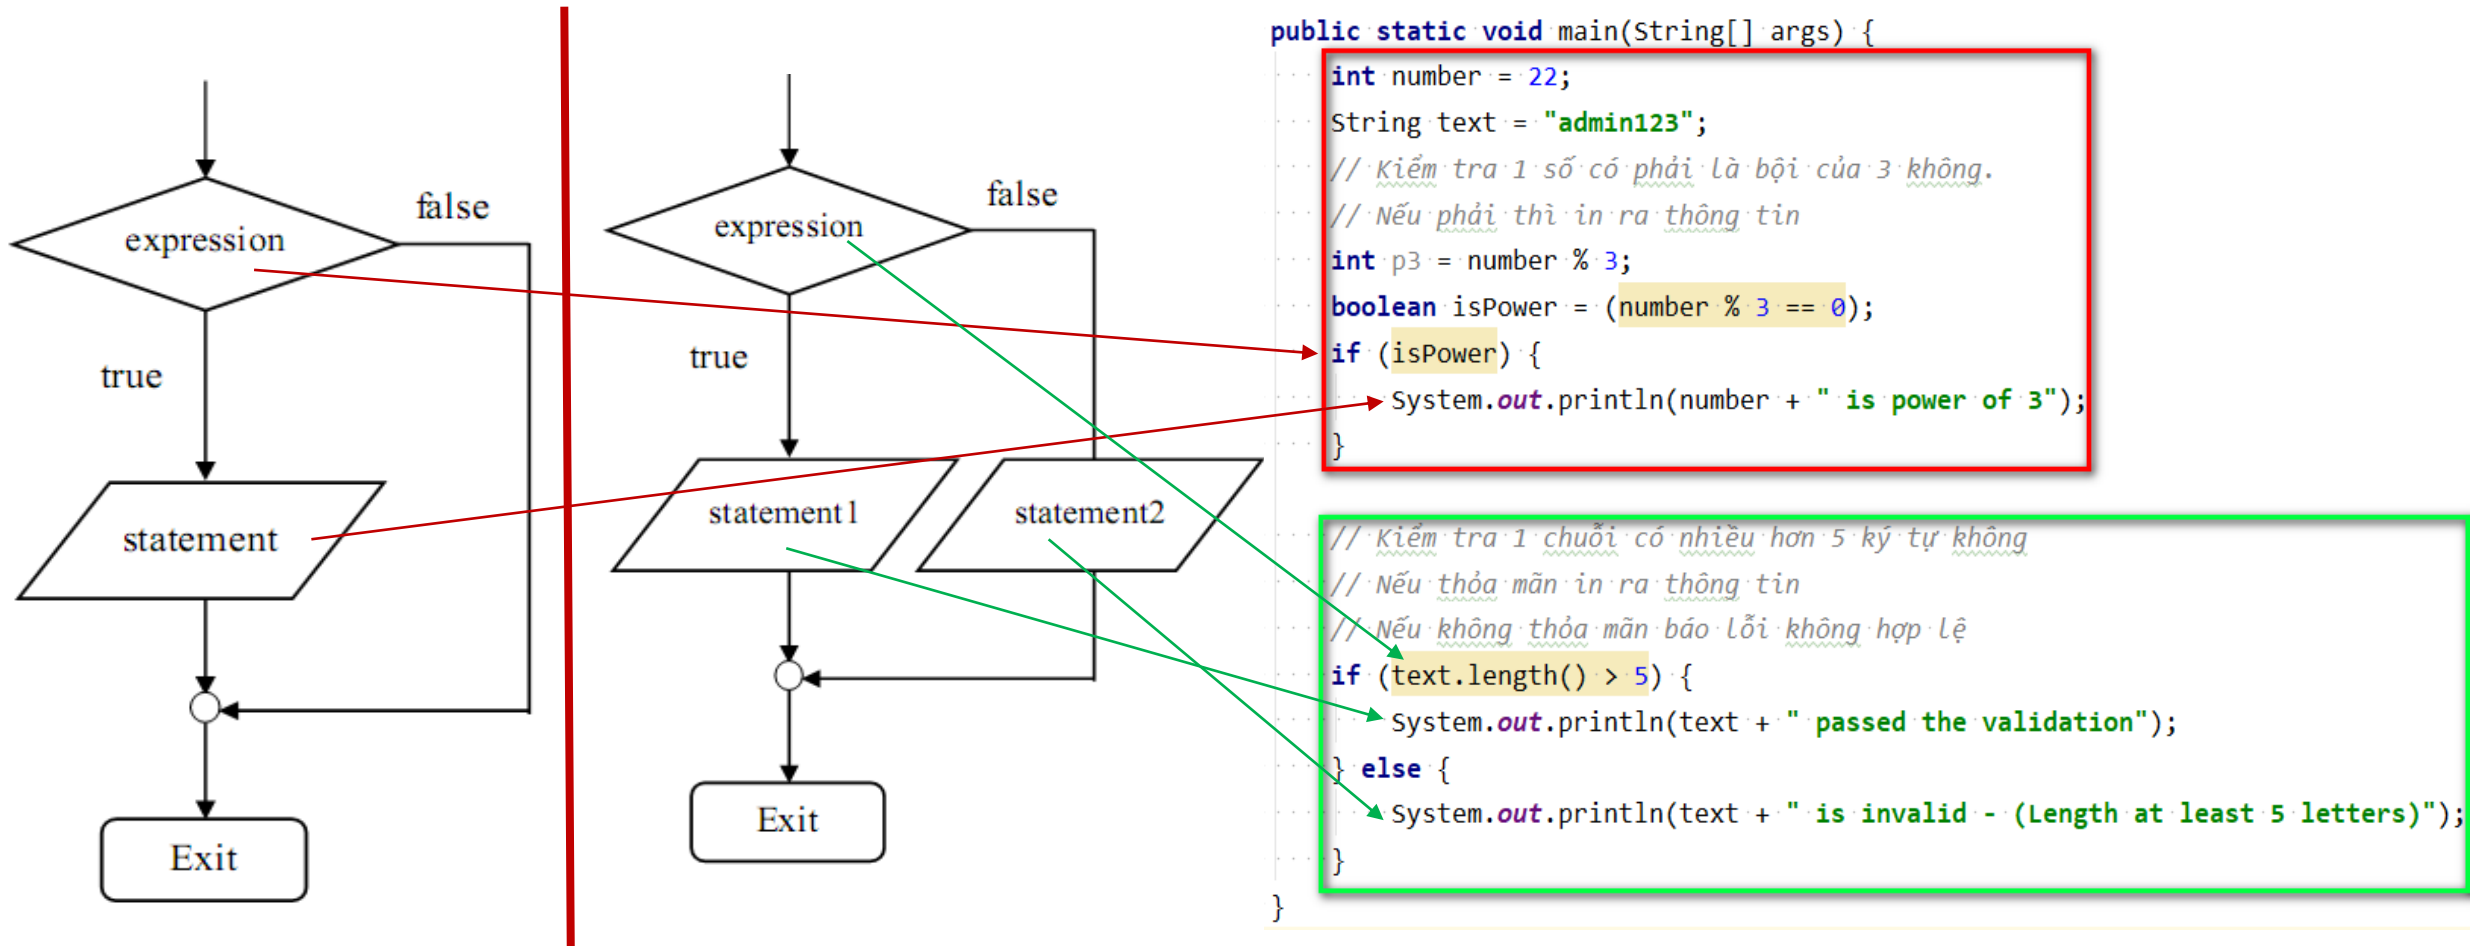 expression
false
true
statement
Exit
expression
false
true
statement1
statement2
Exit
public static void main(String[] args) {
int number = 22;
String text = "admin123";
// Kiểm tra 1 số có phải là bội của 3 không.
// Nếu phải thì in ra thông tin
int p3 = number % 3;
boolean isPower = (number % 3 == 0);
if (isPower) {
System.out.println(number + " is power of 3");
}
// Kiểm tra 1 chuỗi có nhiều hơn 5 ký tự không
// Nếu thỏa mãn in ra thông tin
// Nếu không thỏa mãn báo lỗi không hợp lệ
if (text.length() > 5) {
System.out.println(text + " passed the validation");
} else {
System.out.println(text + " is invalid - (Length at least 5 letters)");
}
}